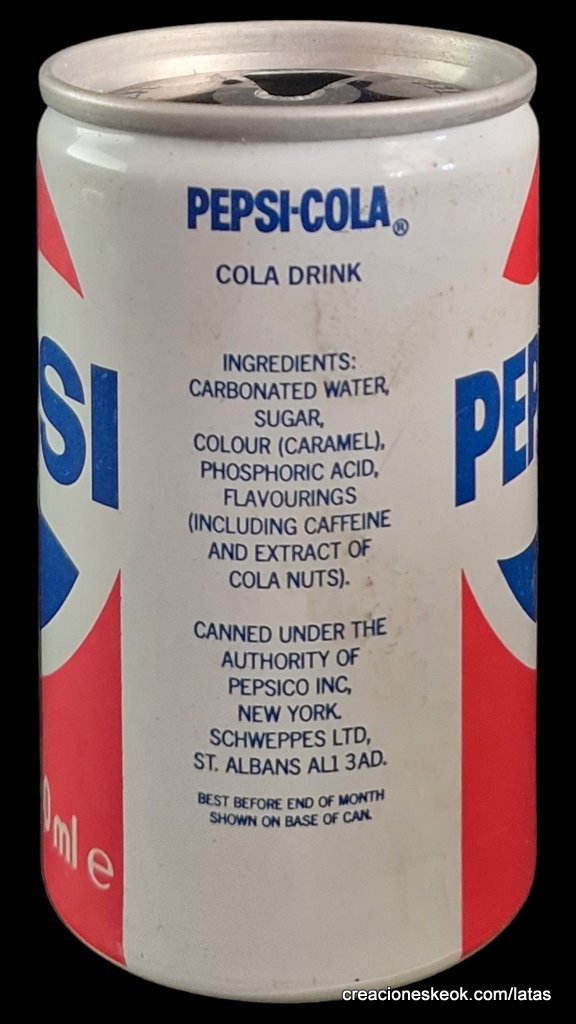 PEPSI-COLA®
COLA DRINK
INGREDIENTS:
CARBONATED WATER,
SUGAR,
COLOUR (CARAMEL),
PHOSPHORIC ACID,
FLAVOURINGS
(INCLUDING CAFFEINE
AND EXTRACT OF
COLA NUTS).
CANNED UNDER THE
AUTHORITY OF
PEPSICO INC,
NEW YORK.
SCHWEPPES LTD,
ST. ALBANS AL1 3AD.
BEST BEFORE END OF MONTH
SHOWN ON BASE OF CAN.
SI
PEP
0ml e
creacioneskeok.com/latas